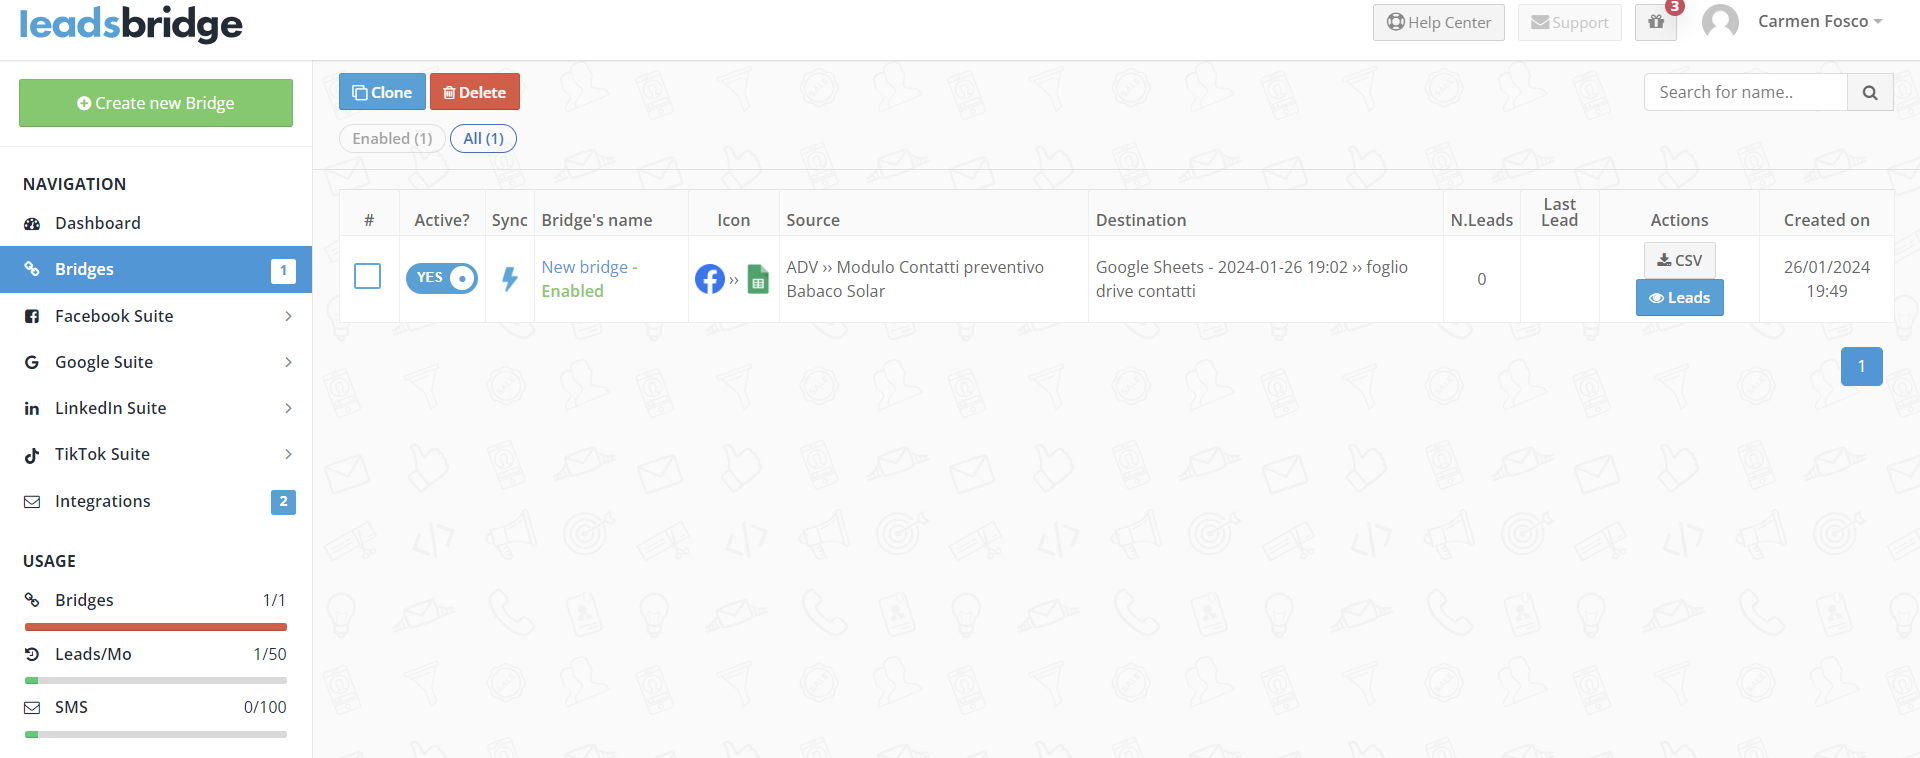 leadsbridge
Help Center
Support
3
Carmen Fosco
Create new Bridge
Clone
Delete
Search for name..
Enabled (1)
All (1)
NAVIGATION
Dashboard
Bridges 1
Facebook Suite
Google Suite
LinkedIn Suite
TikTok Suite
Integrations 2
USAGE
Bridges 1/1
Leads/Mo 1/50
SMS 0/100
# Active? Sync Bridge's name Icon Source Destination N.Leads Last Lead Actions Created on
YES
New bridge -
Enabled
››
ADV ›› Modulo Contatti preventivo
Babaco Solar
Google Sheets - 2024-01-26 19:02 ›› foglio
drive contatti
0
CSV
Leads
26/01/2024
19:49
1